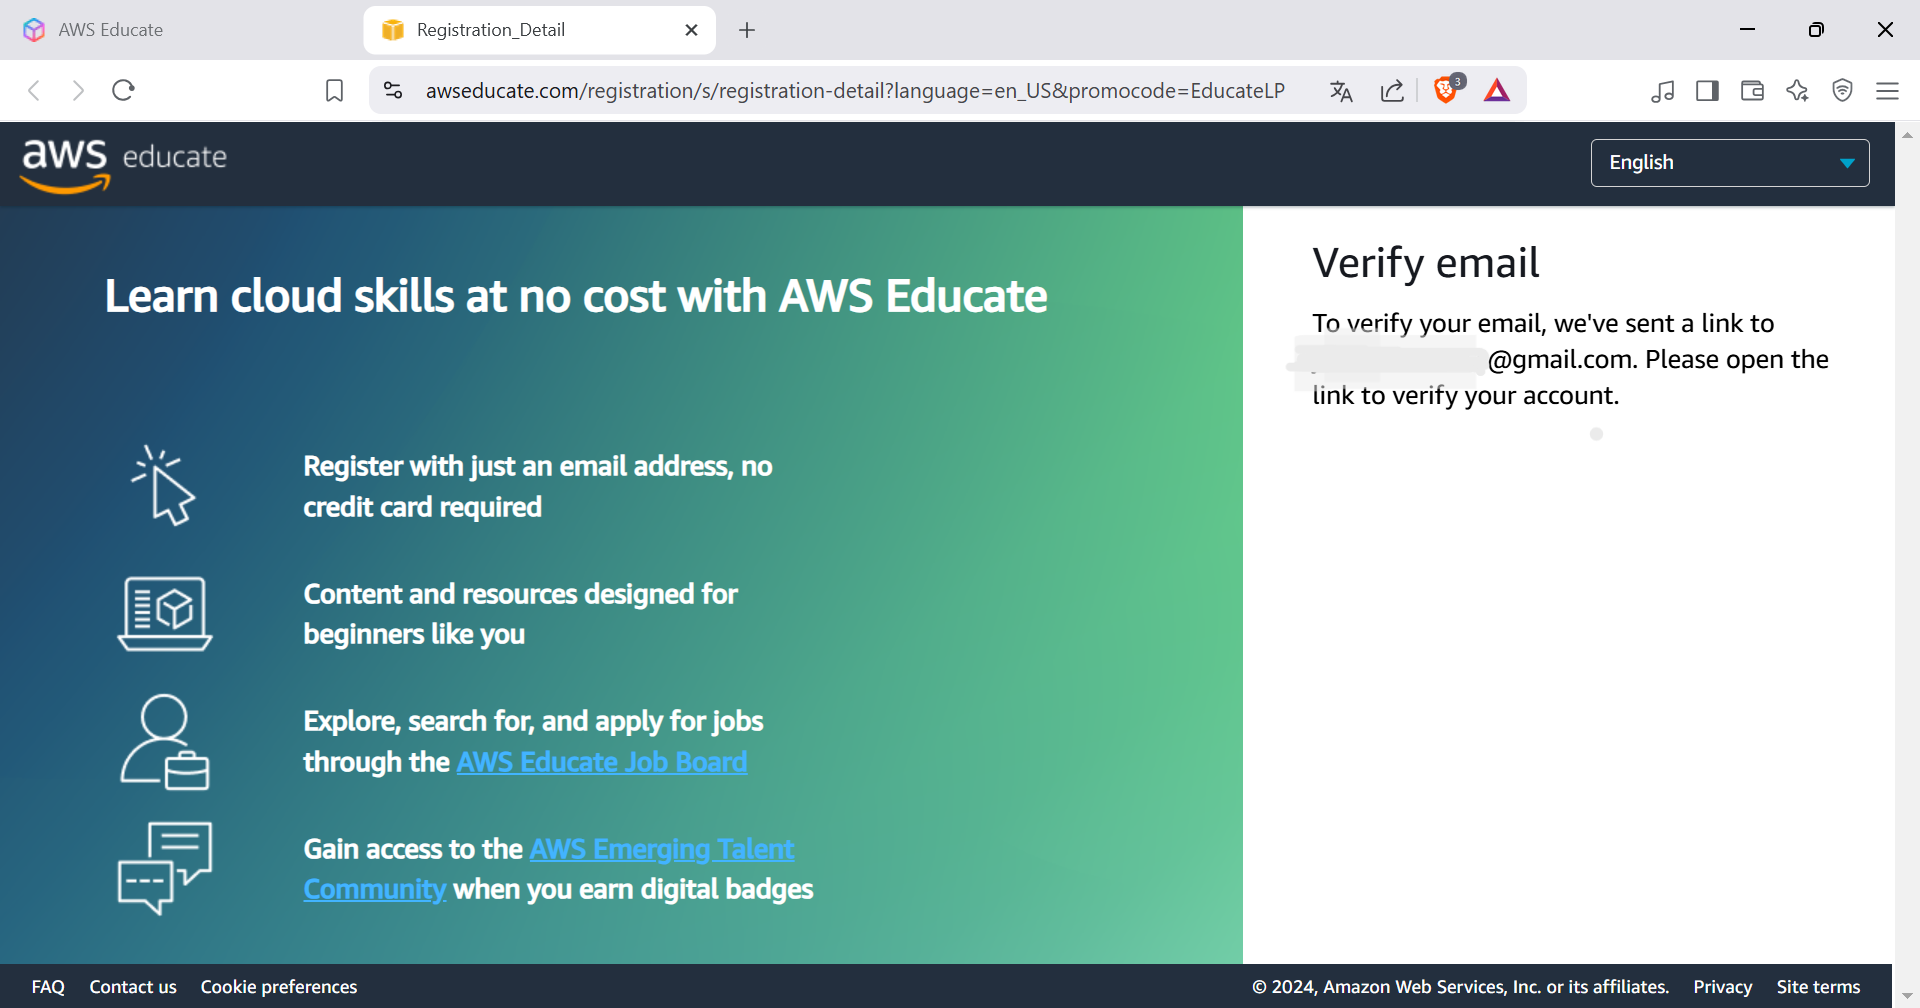 AWS Educate
Registration_Detail
awseducate.com/registration/s/registration-detail?language=en_US&promocode=EducateLP
3
aws educate
English
Learn cloud skills at no cost with AWS Educate
Register with just an email address, no
credit card required
Content and resources designed for
beginners like you
Explore, search for, and apply for jobs
through the AWS Educate Job Board
Gain access to the AWS Emerging Talent
Community when you earn digital badges
Verify email
To verify your email, we've sent a link to
@gmail.com. Please open the
link to verify your account.
FAQ Contact us Cookie preferences
© 2024, Amazon Web Services, Inc. or its affiliates. Privacy Site terms